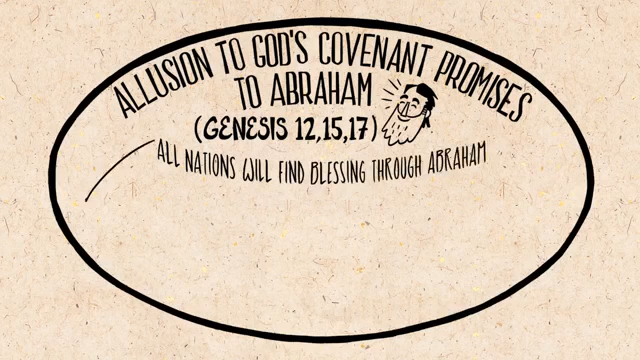 ALLUSION TO GOD'S COVENANT PROMISES
TO ABRAHAM
(GENESIS 12,15,17)
ALL NATIONS WILL FIND BLESSING THROUGH ABRAHAM